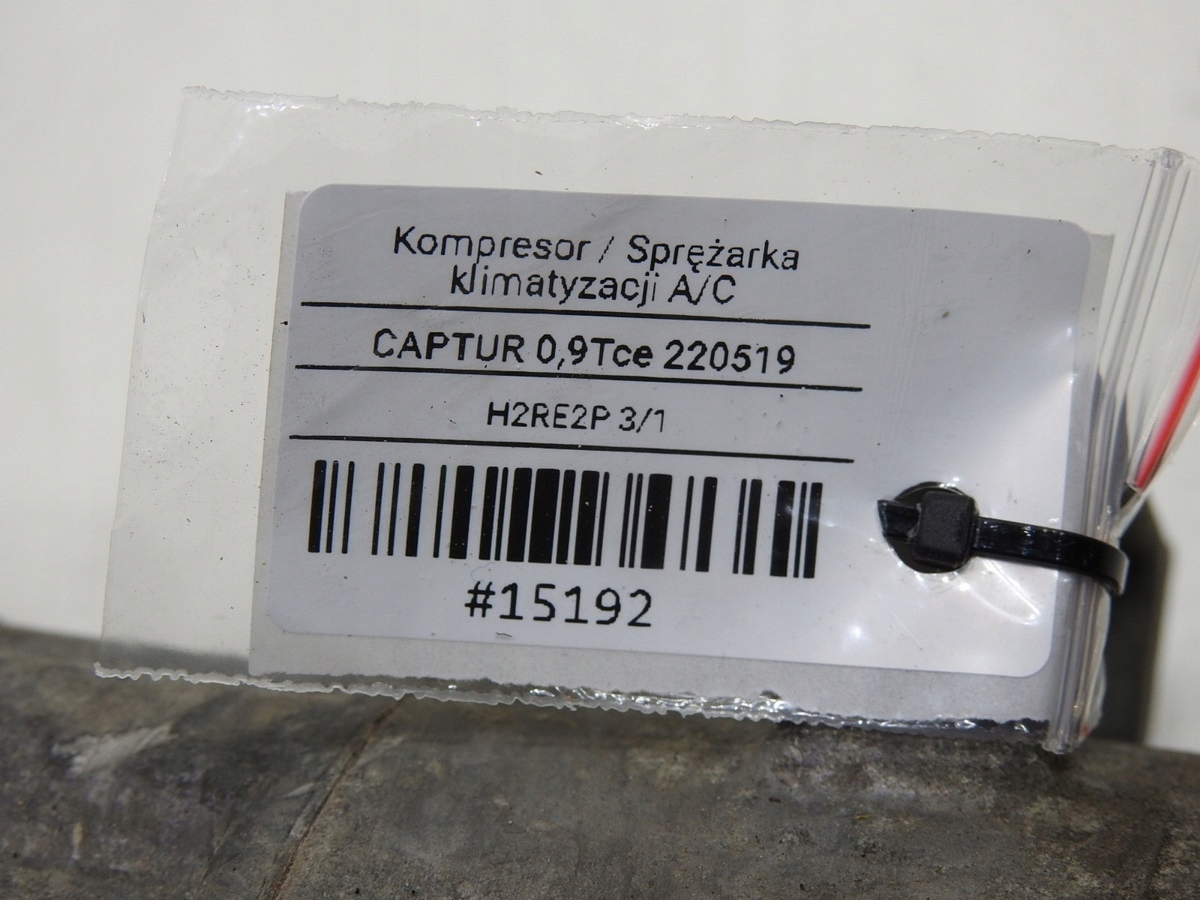 Kompresor / Sprężarka
klimatyzacji A/C
CAPTUR 0,9Tce 220519
H2RE2P 3/1
#15192